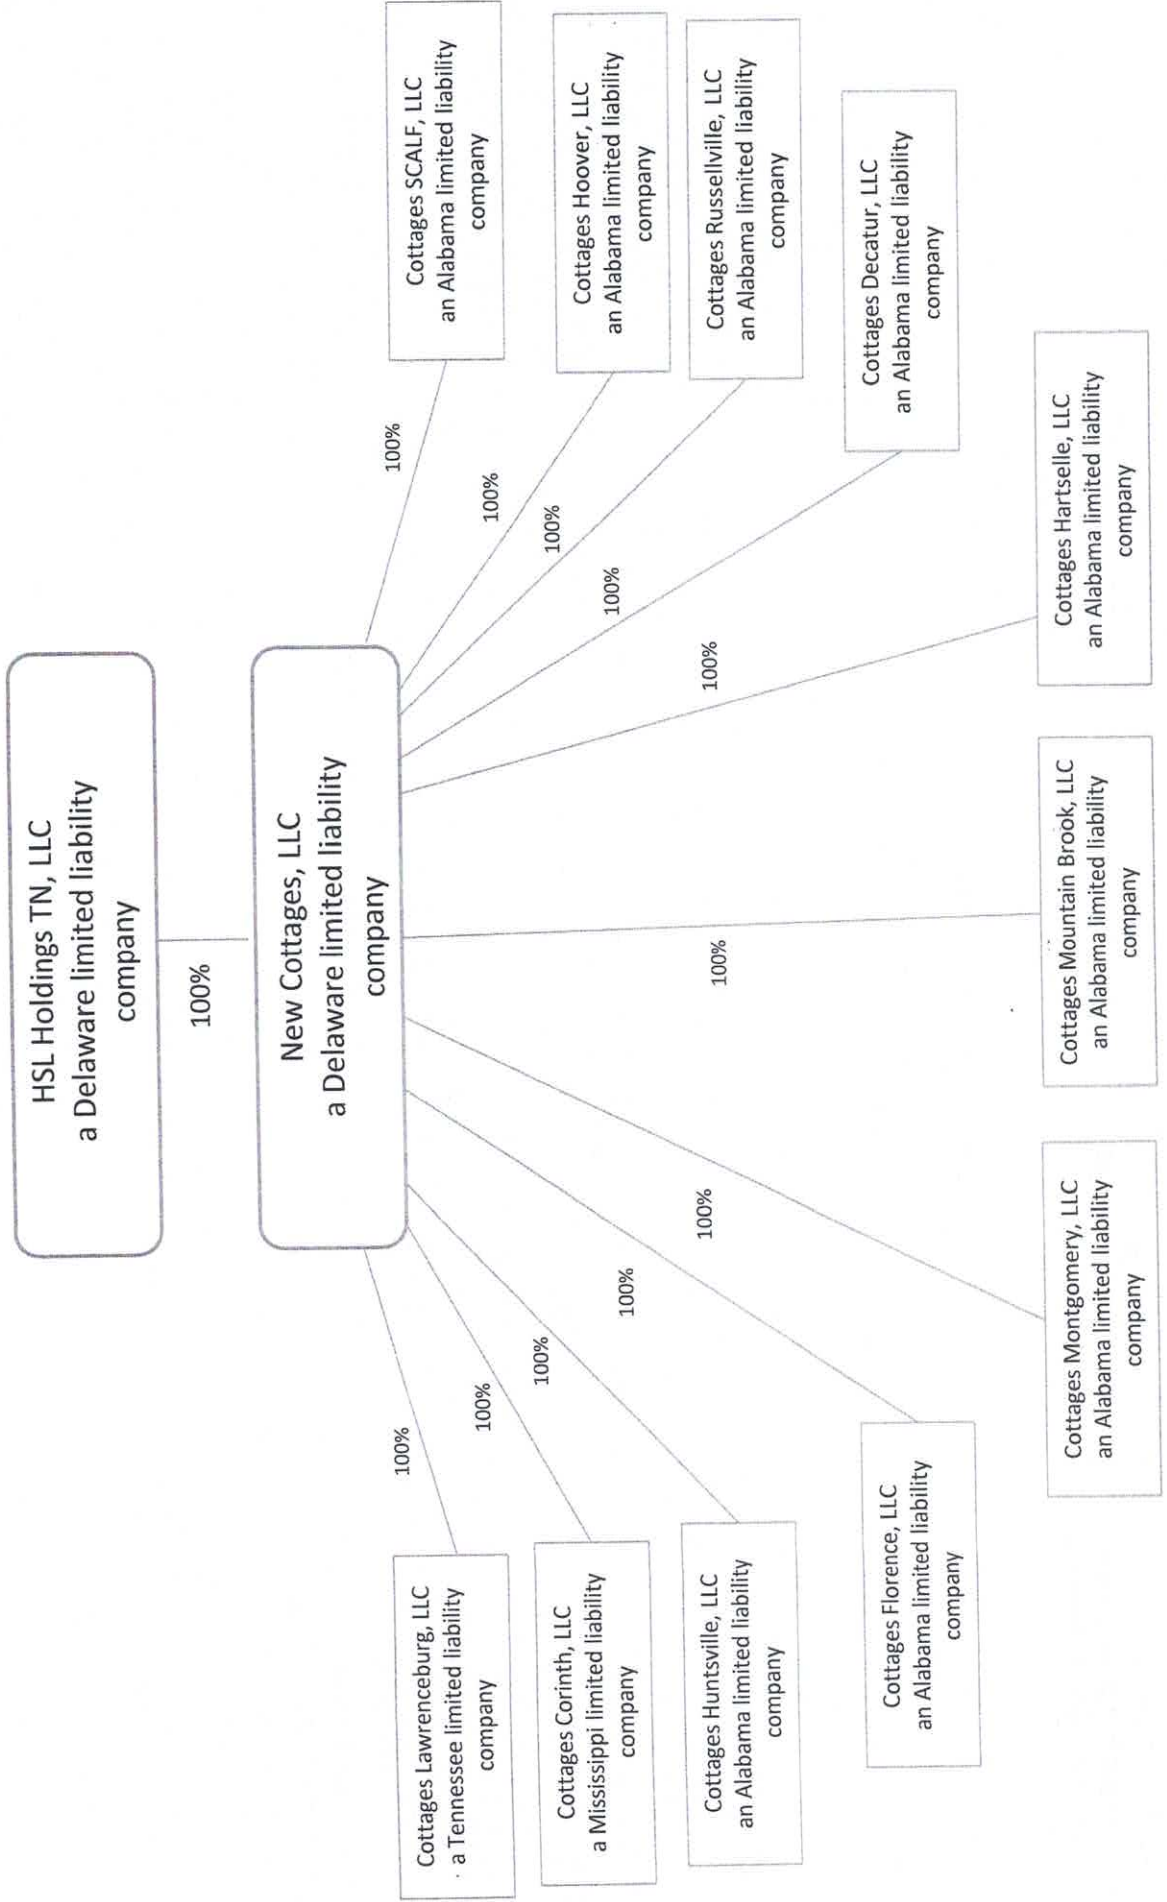 HSL Holdings TN, LLC
a Delaware limited liability
company
100%
New Cottages, LLC
a Delaware limited liability
company
100%
Cottages Lawrenceburg, LLC
a Tennessee limited liability
company
100%
Cottages Corinth, LLC
a Mississippi limited liability
company
100%
Cottages Huntsville, LLC
an Alabama limited liability
company
100%
Cottages Florence, LLC
an Alabama limited liability
company
100%
Cottages Montgomery, LLC
an Alabama limited liability
company
100%
Cottages Mountain Brook, LLC
an Alabama limited liability
company
100%
Cottages Hartselle, LLC
an Alabama limited liability
company
100%
Cottages Decatur, LLC
an Alabama limited liability
company
100%
Cottages Russellville, LLC
an Alabama limited liability
company
100%
Cottages Hoover, LLC
an Alabama limited liability
company
100%
Cottages SCALF, LLC
an Alabama limited liability
company